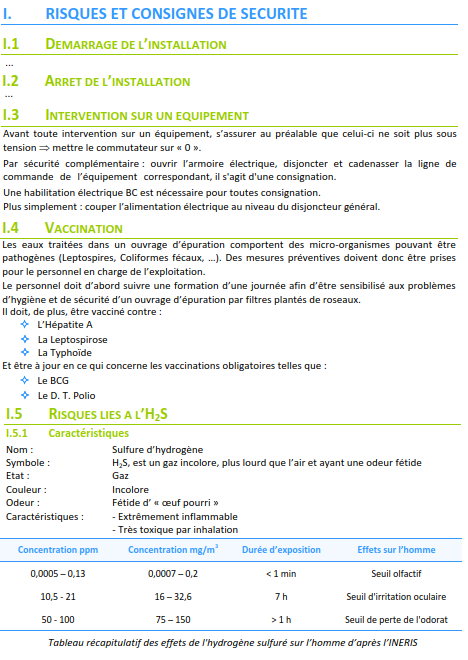 I. RISQUES ET CONSIGNES DE SECURITE
I.1 DEMARRAGE DE L'INSTALLATION
...
I.2 ARRET DE L'INSTALLATION
...
I.3 INTERVENTION SUR UN EQUIPEMENT
Avant toute intervention sur un équipement, s'assurer au préalable que celui-ci ne soit plus sous
tension ⇒ mettre le commutateur sur « 0 ».
Par sécurité complémentaire : ouvrir l'armoire électrique, disjoncter et cadenasser la ligne de
commande de l'équipement correspondant, il s'agit d'une consignation.
Une habilitation électrique BC est nécessaire pour toutes consignation.
Plus simplement : couper l'alimentation électrique au niveau du disjoncteur général.
I.4 VACCINATION
Les eaux traitées dans un ouvrage d'épuration comportent des micro-organismes pouvant être
pathogènes (Leptospires, Coliformes fécaux, ...). Des mesures préventives doivent donc être prises
pour le personnel en charge de l'exploitation.
Le personnel doit d'abord suivre une formation d'une journée afin d'être sensibilisé aux problèmes
d'hygiène et de sécurité d'un ouvrage d'épuration par filtres plantés de roseaux.
Il doit, de plus, être vacciné contre :
L'Hépatite A
La Leptospirose
La Typhoïde
Et être à jour en ce qui concerne les vaccinations obligatoires telles que :
Le BCG
Le D. T. Polio
I.5 RISQUES LIES A L'H2S
I.5.1 Caractéristiques
Nom : Sulfure d'hydrogène
Symbole : H2S, est un gaz incolore, plus lourd que l'air et ayant une odeur fétide
Etat : Gaz
Couleur : Incolore
Odeur : Fétide d' « œuf pourri »
Caractéristiques : - Extrêmement inflammable
- Très toxique par inhalation
Concentration ppm Concentration mg/m3 Durée d'exposition Effets sur l'homme
0,0005 – 0,13 0,0007 – 0,2 < 1 min Seuil olfactif
10,5 - 21 16 – 32,6 7 h Seuil d'irritation oculaire
50 - 100 75 – 150 > 1 h Seuil de perte de l'odorat
Tableau récapitulatif des effets de l'hydrogène sulfuré sur l'homme d'après l'INERIS